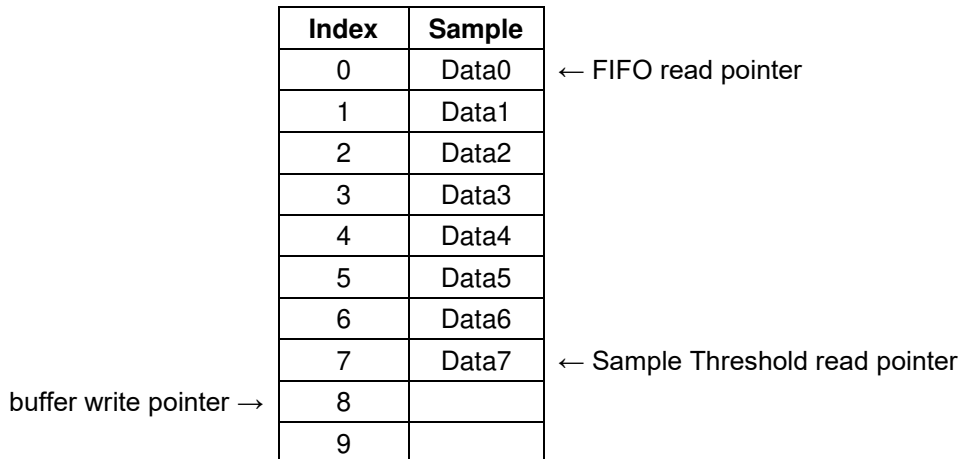 Index Sample
0 Data0 ← FIFO read pointer
1 Data1
2 Data2
3 Data3
4 Data4
5 Data5
6 Data6
7 Data7 ← Sample Threshold read pointer
buffer write pointer → 8
9